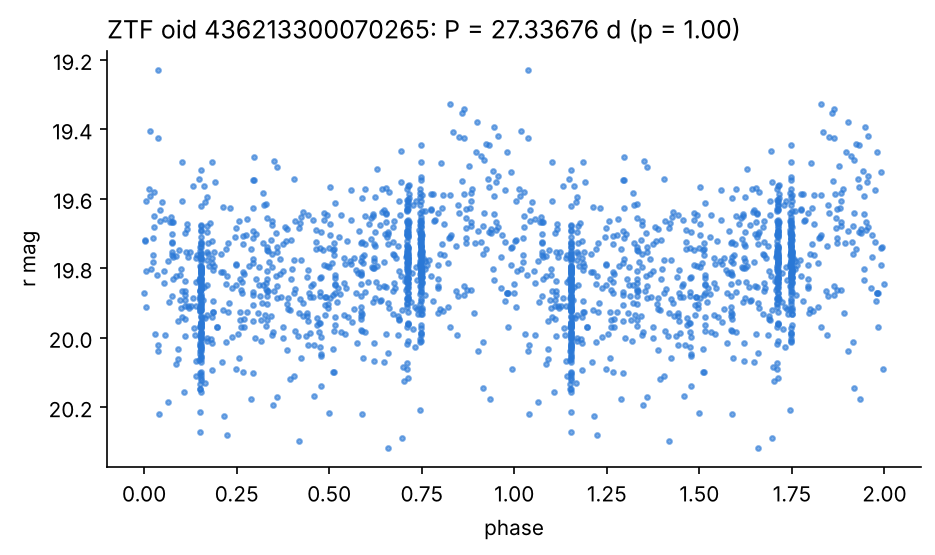 ZTF oid 436213300070265: P = 27.33676 d (p = 1.00)
19.2
19.4
19.6
19.8
20.0
20.2
r mag
0.00 0.25 0.50 0.75 1.00 1.25 1.50 1.75 2.00
phase